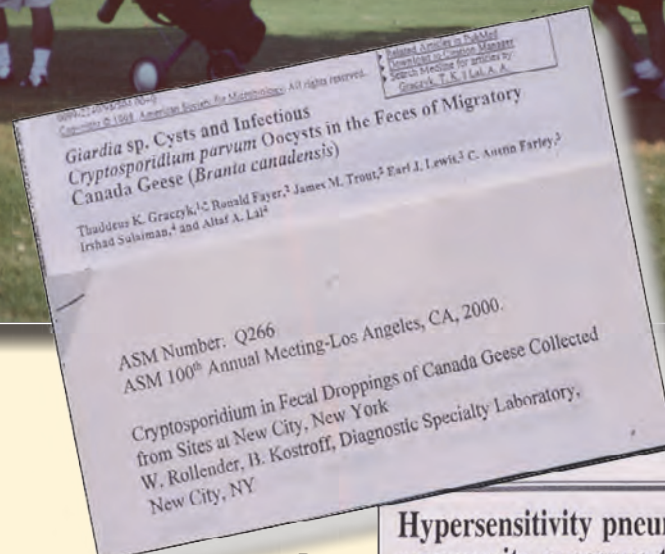 Copyright © 1998, American Society for Microbiology. All rights reserved.
Related Articles in PubMed
Download to Citation Manager
Search Medline for articles by:
Graczyk, T. K. | Lal, A. A.
Giardia sp. Cysts and Infectious
Cryptosporidium parvum Oocysts in the Feces of Migratory
Canada Geese (Branta canadensis)
Thaddeus K. Graczyk, Ronald Fayer, James M. Trout, Earl J. Lewis, C. Austin Farley,
Irshad Sulaiman,⁴ and Altaf A. Lal⁴
ASM Number: Q266
ASM 100th Annual Meeting-Los Angeles, CA, 2000.
Cryptosporidium in Fecal Droppings of Canada Geese Collected
from Sites at New City, New York
W. Rollender, B. Kostroff, Diagnostic Specialty Laboratory,
New City, NY
Hypersensitivity